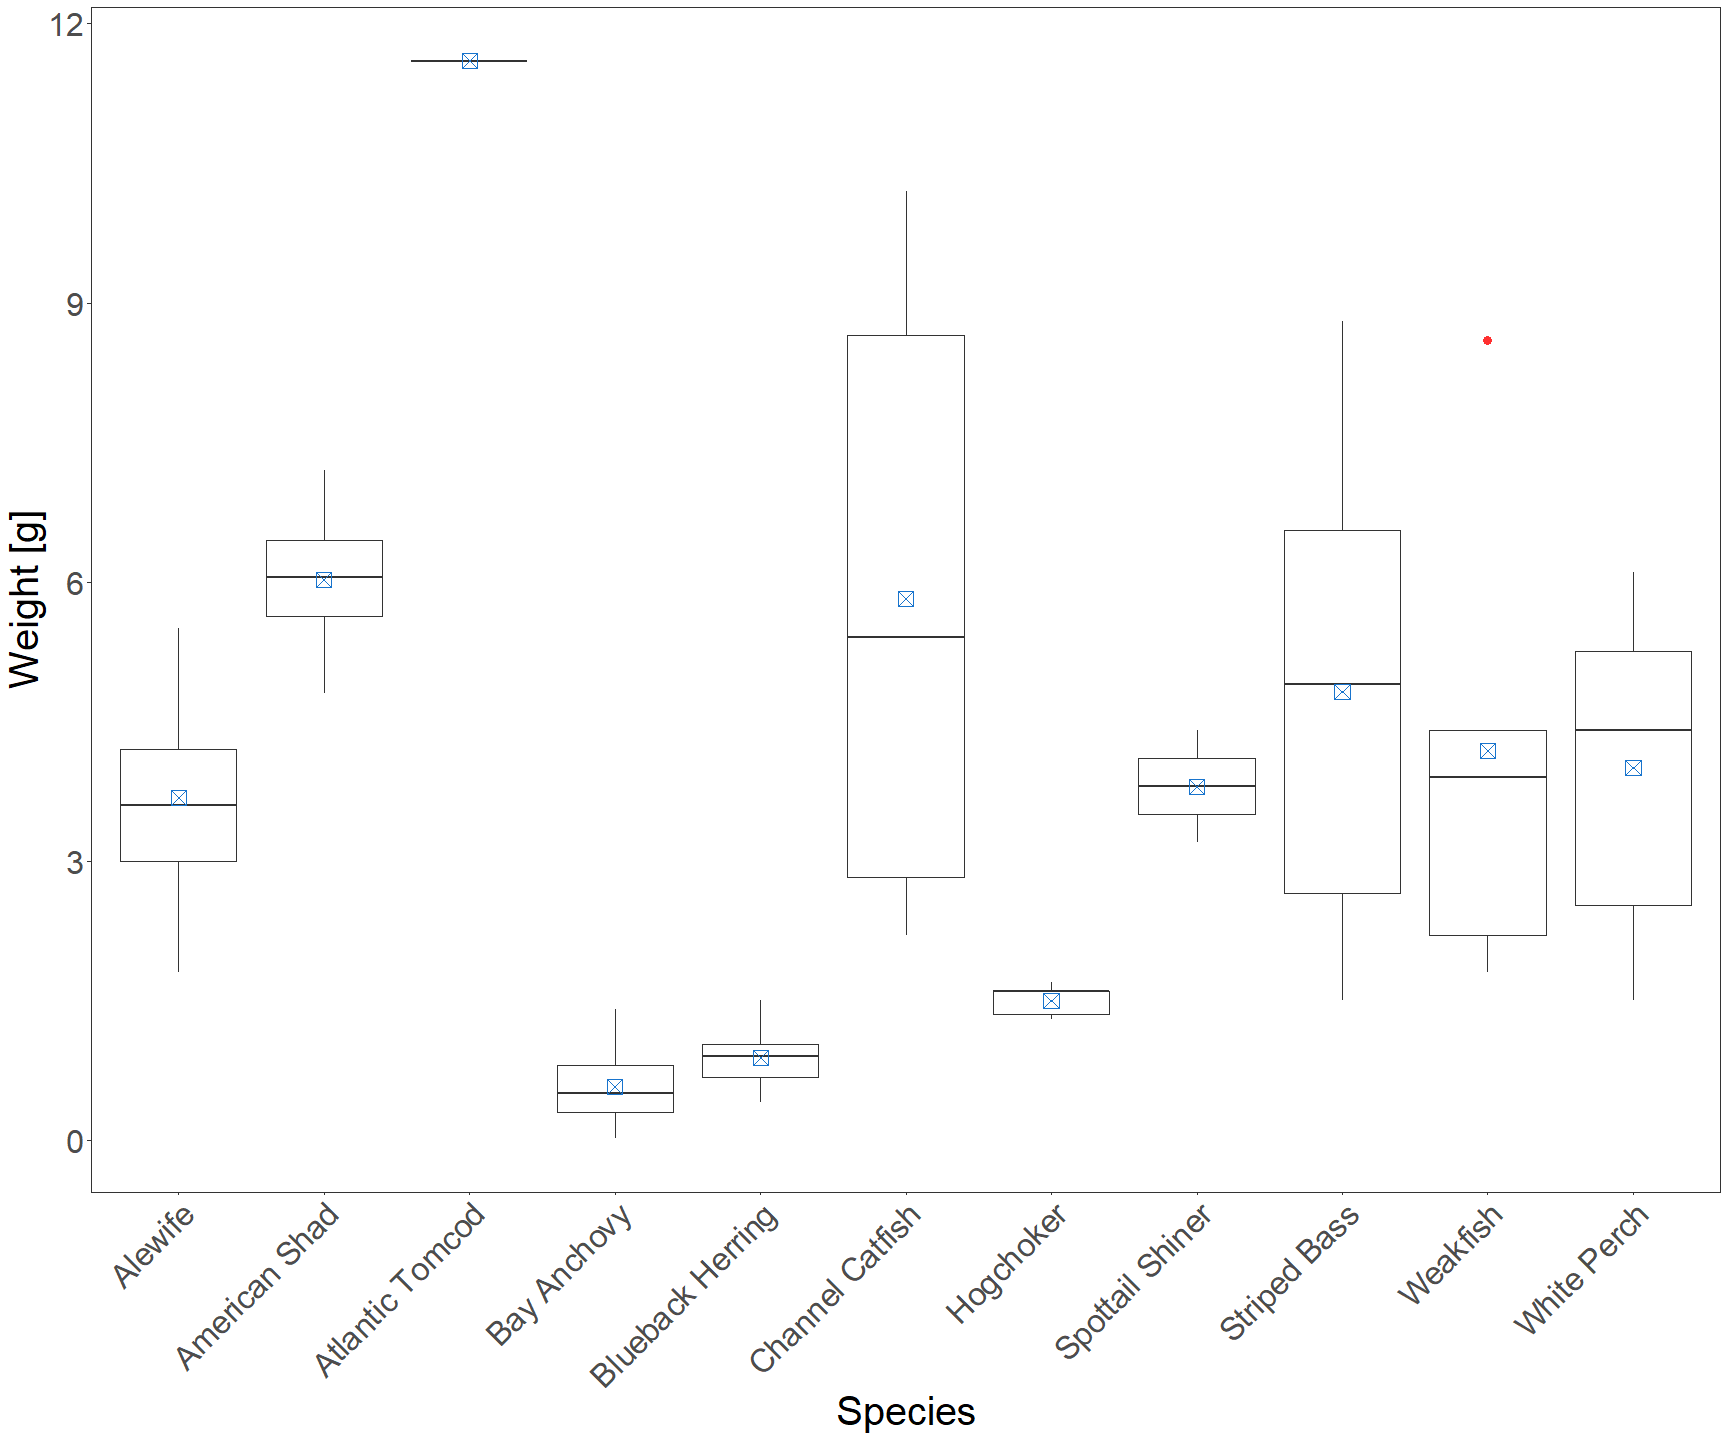 12
9
6
3
0
Weight [g]
Alewife
American Shad
Atlantic Tomcod
Bay Anchovy
Blueback Herring
Channel Catfish
Hogchoker
Spottail Shiner
Striped Bass
Weakfish
White Perch
Species